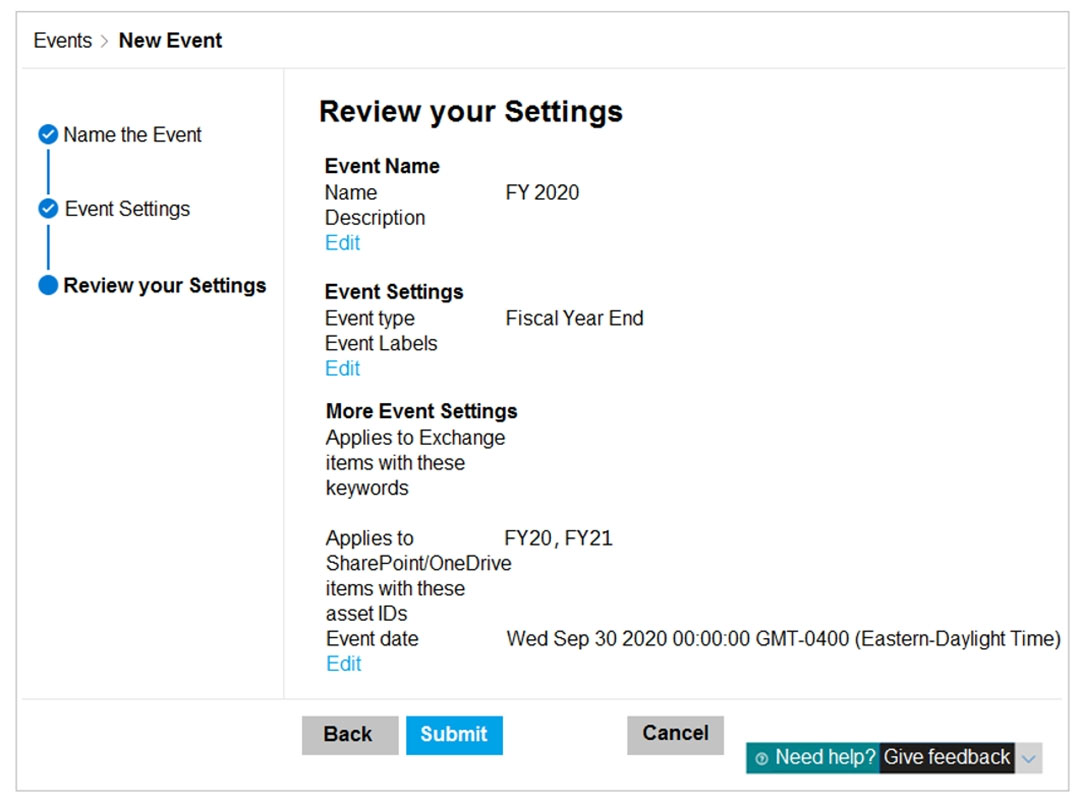 Events > New Event
Name the Event
Event Settings
Review your Settings
Review your Settings
Event Name
Name FY 2020
Description
Edit
Event Settings
Event type Fiscal Year End
Event Labels
Edit
More Event Settings
Applies to Exchange
items with these
keywords
Applies to FY20, FY21
SharePoint/OneDrive
items with these
asset IDs
Event date Wed Sep 30 2020 00:00:00 GMT-0400 (Eastern-Daylight Time)
Edit
Back Submit Cancel
Need help? Give feedback